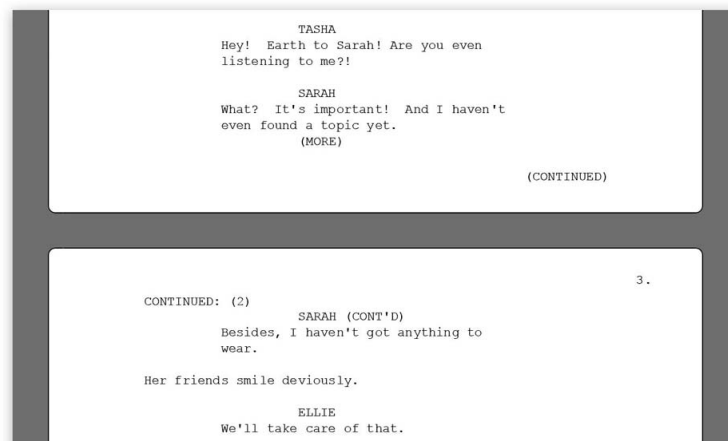 TASHA
Hey!  Earth to Sarah! Are you even
listening to me?!
SARAH
What?  It's important!  And I haven't
even found a topic yet.
(MORE)
(CONTINUED)
3.
CONTINUED: (2)
SARAH (CONT'D)
Besides, I haven't got anything to
wear.
Her friends smile deviously.
ELLIE
We'll take care of that.